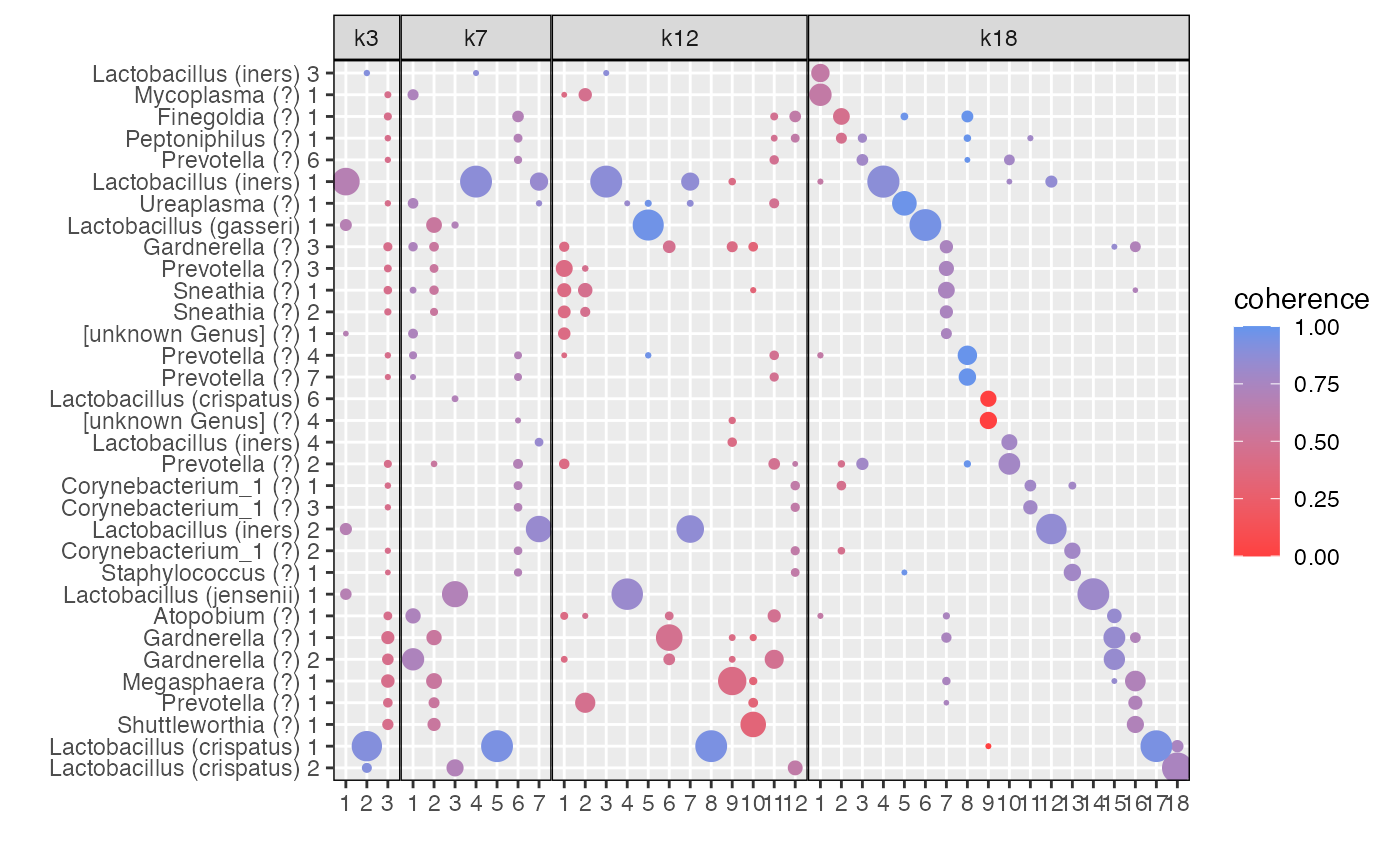 k3 k7 k12 k18
Lactobacillus (iners) 3
Mycoplasma (?) 1
Finegoldia (?) 1
Peptoniphilus (?) 1
Prevotella (?) 6
Lactobacillus (iners) 1
Ureaplasma (?) 1
Lactobacillus (gasseri) 1
Gardnerella (?) 3
Prevotella (?) 3
Sneathia (?) 1
Sneathia (?) 2
[unknown Genus] (?) 1
Prevotella (?) 4
Prevotella (?) 7
Lactobacillus (crispatus) 6
[unknown Genus] (?) 4
Lactobacillus (iners) 4
Prevotella (?) 2
Corynebacterium_1 (?) 1
Corynebacterium_1 (?) 3
Lactobacillus (iners) 2
Corynebacterium_1 (?) 2
Staphylococcus (?) 1
Lactobacillus (jensenii) 1
Atopobium (?) 1
Gardnerella (?) 1
Gardnerella (?) 2
Megasphaera (?) 1
Prevotella (?) 1
Shuttleworthia (?) 1
Lactobacillus (crispatus) 1
Lactobacillus (crispatus) 2
1 2 3 1 2 3 4 5 6 7 1 2 3 4 5 6 7 8 9 10 11 12 1 2 3 4 5 6 7 8 9 10 11 12 13 14 15 16 17 18
coherence
1.00
0.75
0.50
0.25
0.00